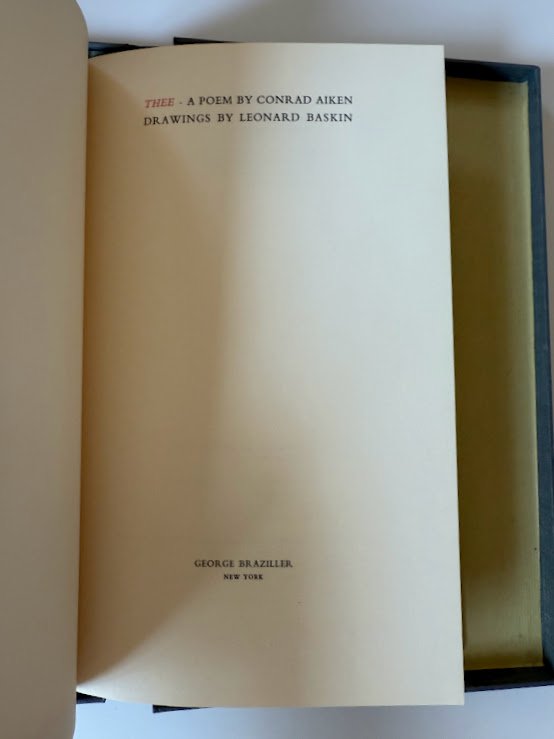 THEE · A POEM BY CONRAD AIKEN
DRAWINGS BY LEONARD BASKIN
GEORGE BRAZILLER
NEW YORK